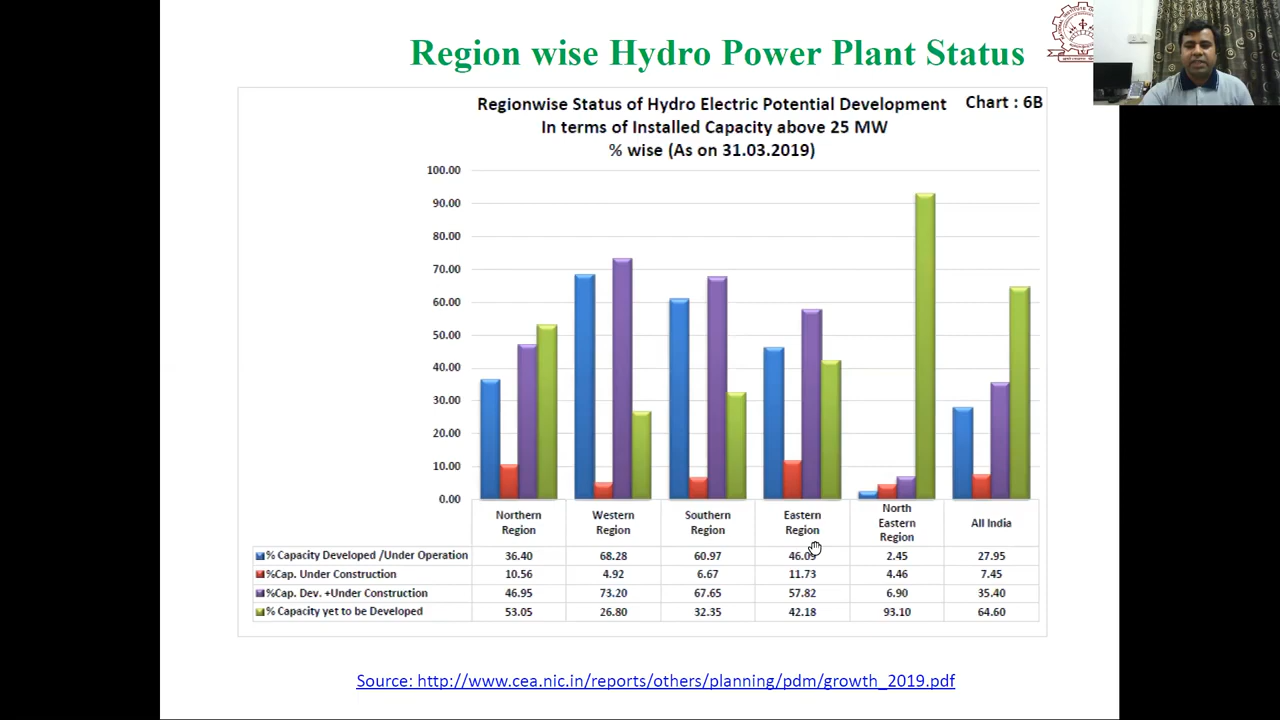 Region wise Hydro Power Plant Status
Regionwise Status of Hydro Electric Potential Development Chart : 6B
In terms of Installed Capacity above 25 MW
% wise (As on 31.03.2019)
100.00
90.00
80.00
70.00
60.00
50.00
40.00
30.00
20.00
10.00
0.00
Northern Region
Western Region
Southern Region
Eastern Region
North Eastern Region
All India
% Capacity Developed /Under Operation 36.40 68.28 60.97 2.45 27.95
%Cap. Under Construction 10.56 4.92 6.67 11.73 4.46 7.45
%Cap. Dev. +Under Construction 46.95 73.20 67.65 57.82 6.90 35.40
% Capacity yet to be Developed 53.05 26.80 32.35 42.18 93.10 64.60
Source: http://www.cea.nic.in/reports/others/planning/pdm/growth_2019.pdf